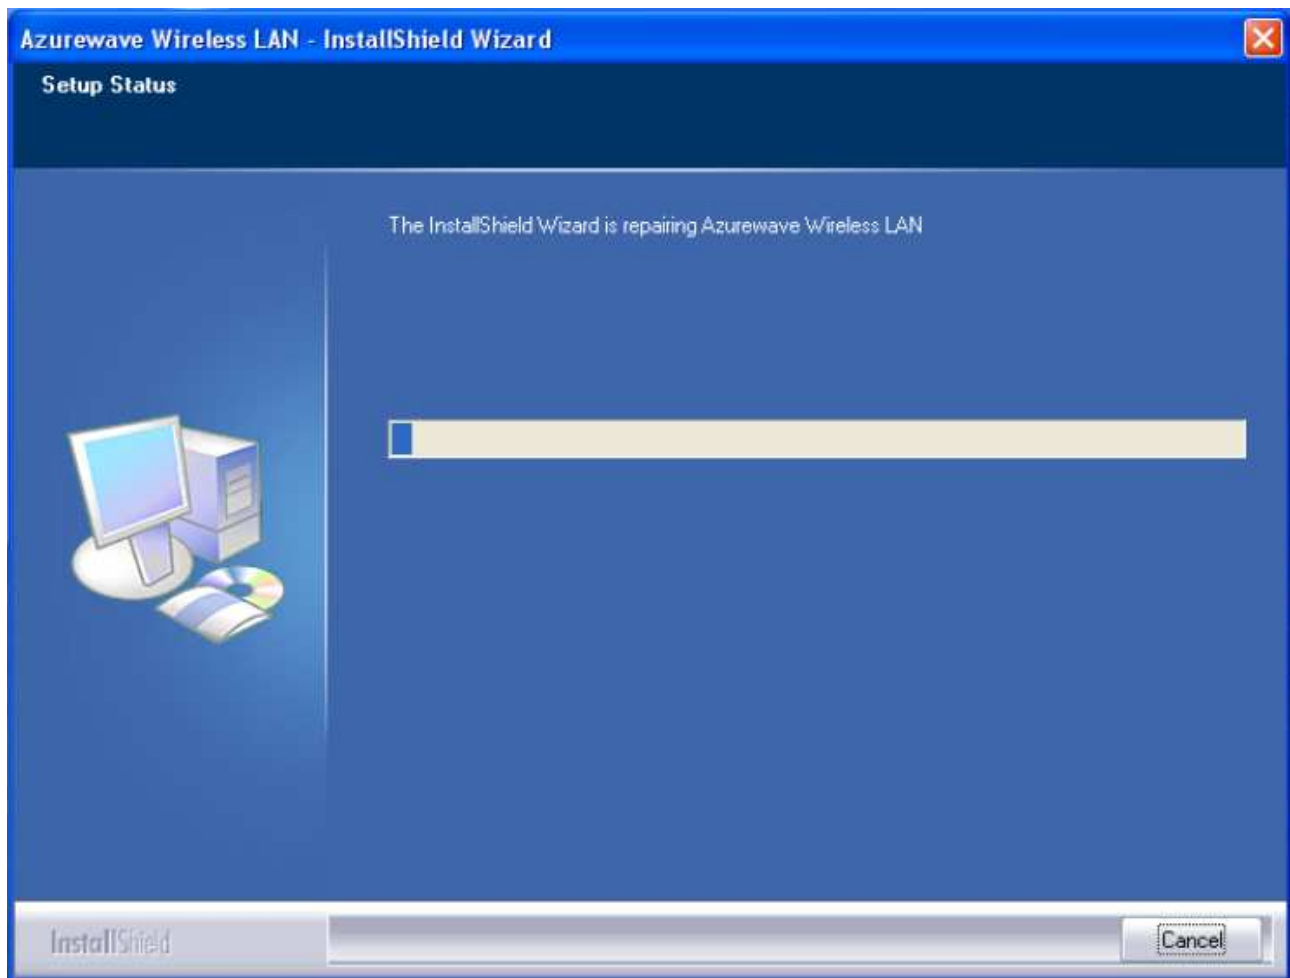 Azurewave Wireless LAN - InstallShield Wizard
Setup Status
The InstallShield Wizard is repairing Azurewave Wireless LAN
InstallShield
Cancel